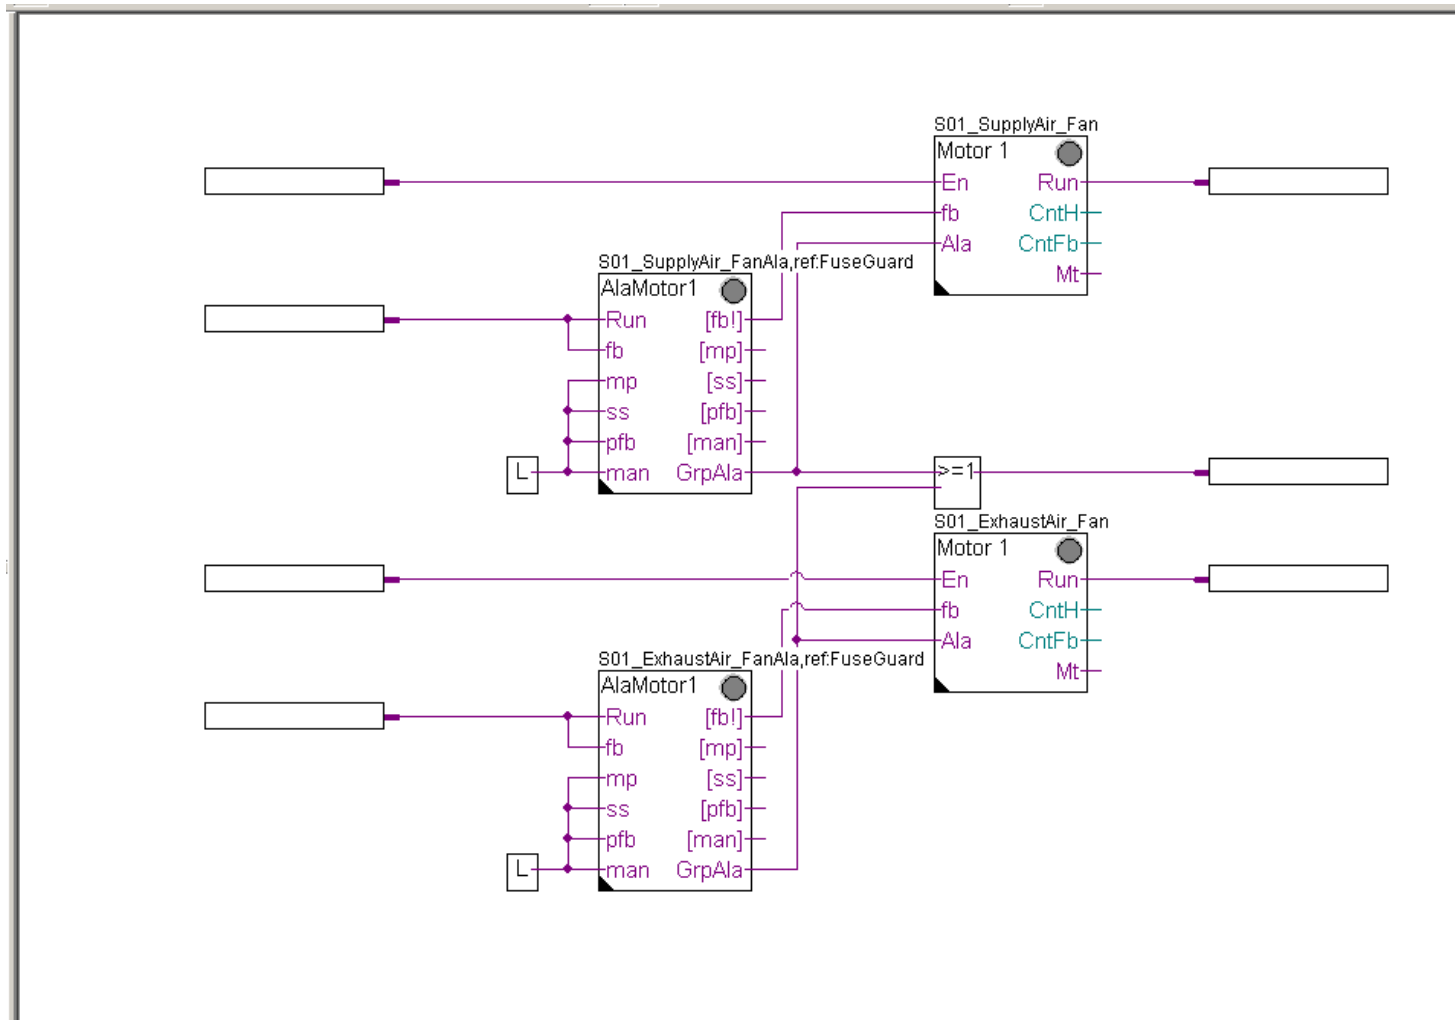 S01_SupplyAir_Fan
Motor 1
En Run
fb CntH
Ala CntFb
Mt
S01_SupplyAir_FanAla,ref:FuseGuard
AlaMotor1
Run [fb!]
fb [mp]
mp [ss]
ss [pfb]
pfb [man]
L man GrpAla
>=1
S01_ExhaustAir_Fan
Motor 1
En Run
fb CntH
Ala CntFb
Mt
S01_ExhaustAir_FanAla,ref:FuseGuard
AlaMotor1
Run [fb!]
fb [mp]
mp [ss]
ss [pfb]
pfb [man]
L man GrpAla